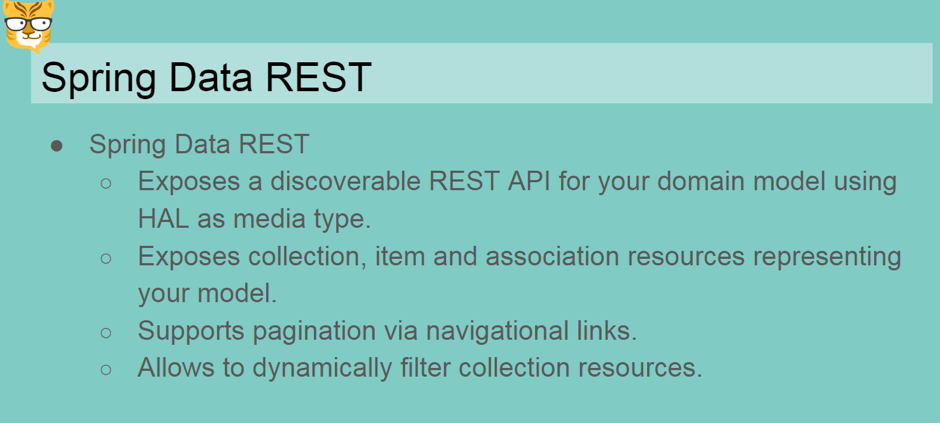 Spring Data REST
● Spring Data REST
○ Exposes a discoverable REST API for your domain model using
HAL as media type.
○ Exposes collection, item and association resources representing
your model.
○ Supports pagination via navigational links.
○ Allows to dynamically filter collection resources.